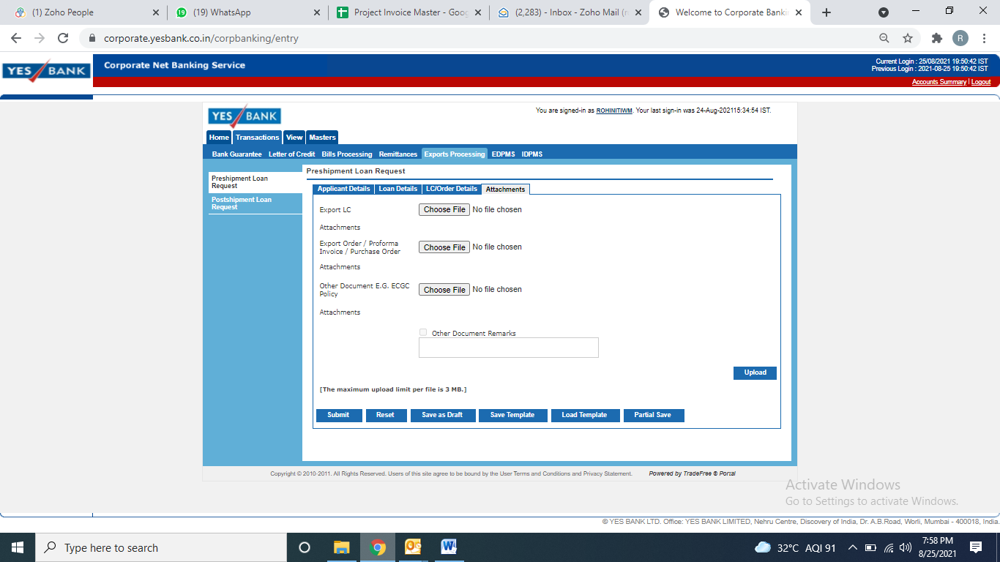 (1) Zoho People
(19) WhatsApp
Project Invoice Master - Goog
(2,283) - Inbox - Zoho Mail (n
Welcome to Corporate Banki
corporate.yesbank.co.in/corpbanking/entry
R
YES BANK
Corporate Net Banking Service
Current Login : 25/08/2021 19:50:42 IST
Previous Login : 2021-08-25 19:50:42 IST
Accounts Summary | Logout
YES BANK
You are signed-in as ROHINITIWM. Your last sign-in was 24-Aug-202115:34:54 IST.
Home Transactions View Masters
Bank Guarantee Letter of Credit Bills Processing Remittances Exports Processing EDPMS IDPMS
Preshipment Loan
Request
Postshipment Loan
Request
Preshipment Loan Request
Applicant Details Loan Details LC/Order Details Attachments
Export LC Choose File No file chosen
Attachments
Export Order / Proforma
Invoice / Purchase Order
Choose File No file chosen
Attachments
Other Document E.G. ECGC
Policy
Choose File No file chosen
Attachments
Other Document Remarks
Upload
[The maximum upload limit per file is 3 MB.]
Submit Reset Save as Draft Save Template Load Template Partial Save
Copyright © 2010-2011. All Rights Reserved. Users of this site agree to be bound by the User Terms and Conditions and Privacy Statement. Powered by TradeFree ® Portal
Activate Windows
Go to Settings to activate Windows.
© YES BANK LTD. Office: YES BANK LIMITED, Nehru Centre, Discovery of India, Dr. A.B.Road, Worli, Mumbai - 400018, India.
Type here to search
32°C AQI 91
7:58 PM
8/25/2021